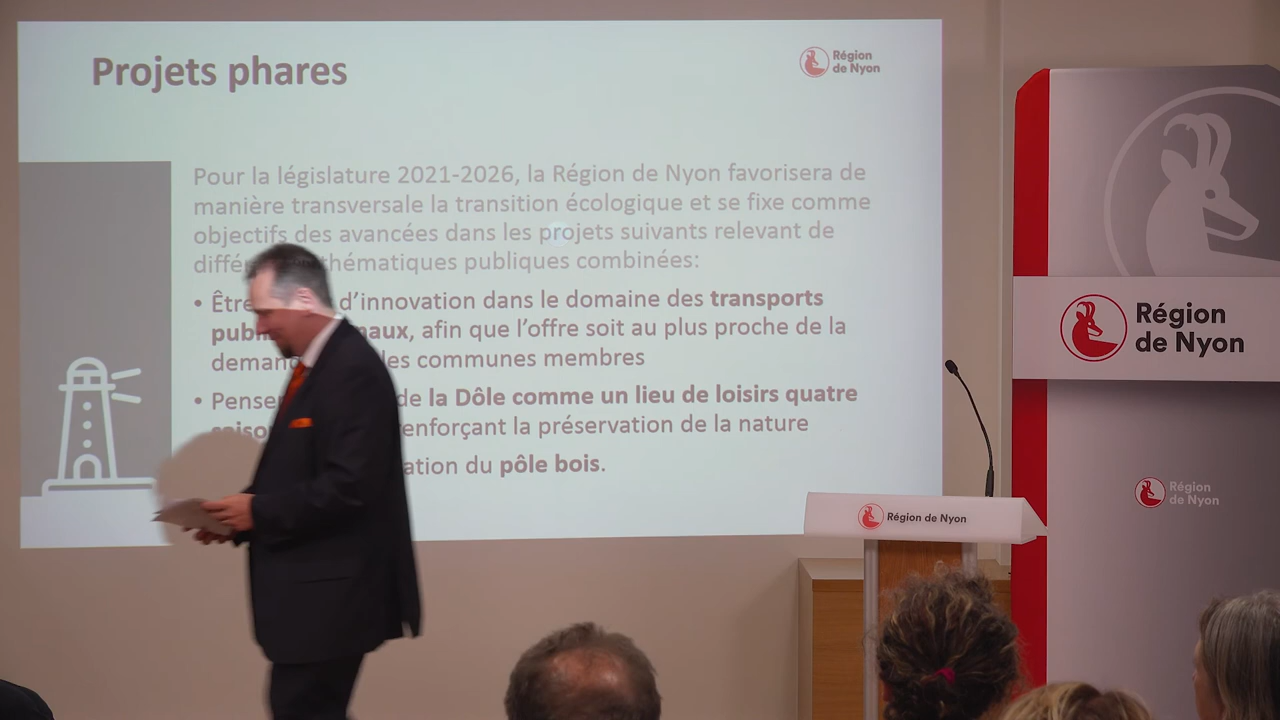 Projets phares
Région
de Nyon
Pour la législature 2021-2026, la Région de Nyon favorisera de
manière transversale la transition écologique et se fixe comme
objectifs des avancées dans les projets suivants relevant de
thématiques publiques combinées:
• d’innovation dans le domaine des transports
, afin que l’offre soit au plus proche de la
les communes membres
• de la Dôle comme un lieu de loisirs quatre
la préservation de la nature
du pôle bois.
Région
de Nyon
Région
de Nyon
Région de Nyon